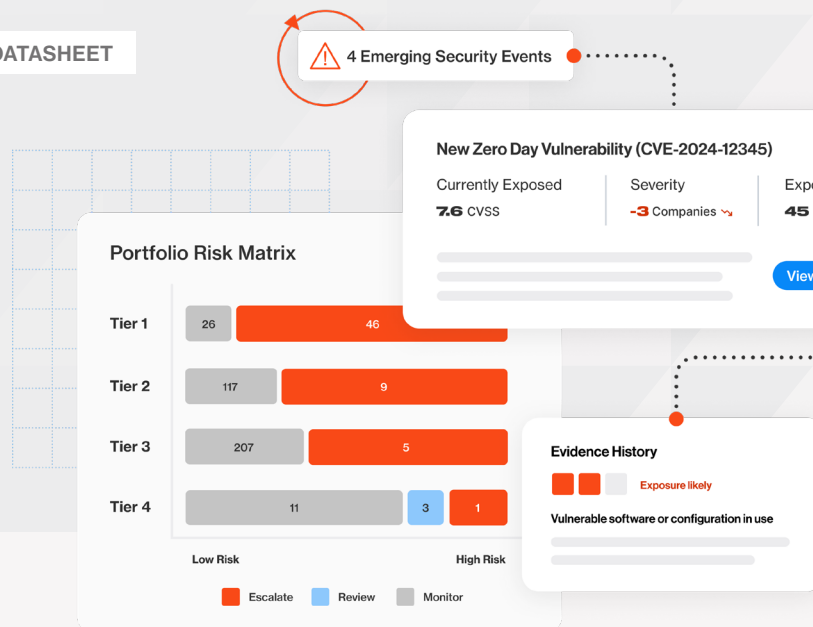 DATASHEET
4 Emerging Security Events
New Zero Day Vulnerability (CVE-2024-12345)
Currently Exposed Severity Expo
7.6 CVSS -3 Companies 45
View
Portfolio Risk Matrix
Tier 1 26 46
Tier 2 117 9
Tier 3 207 5
Tier 4 11 3 1
Low Risk High Risk
Escalate Review Monitor
Evidence History
Exposure likely
Vulnerable software or configuration in use